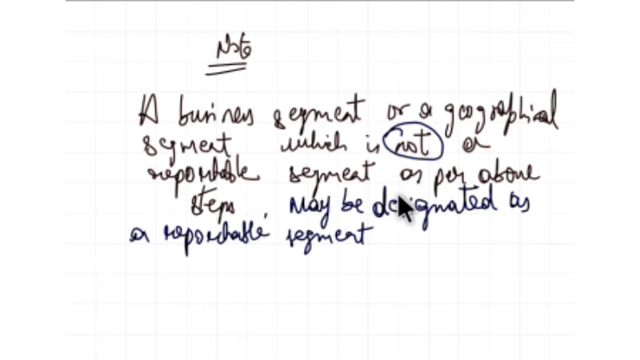 Note
A business segment or a geographical
segment which is not a
reportable segment as per above
steps may be designated as
a reportable segment